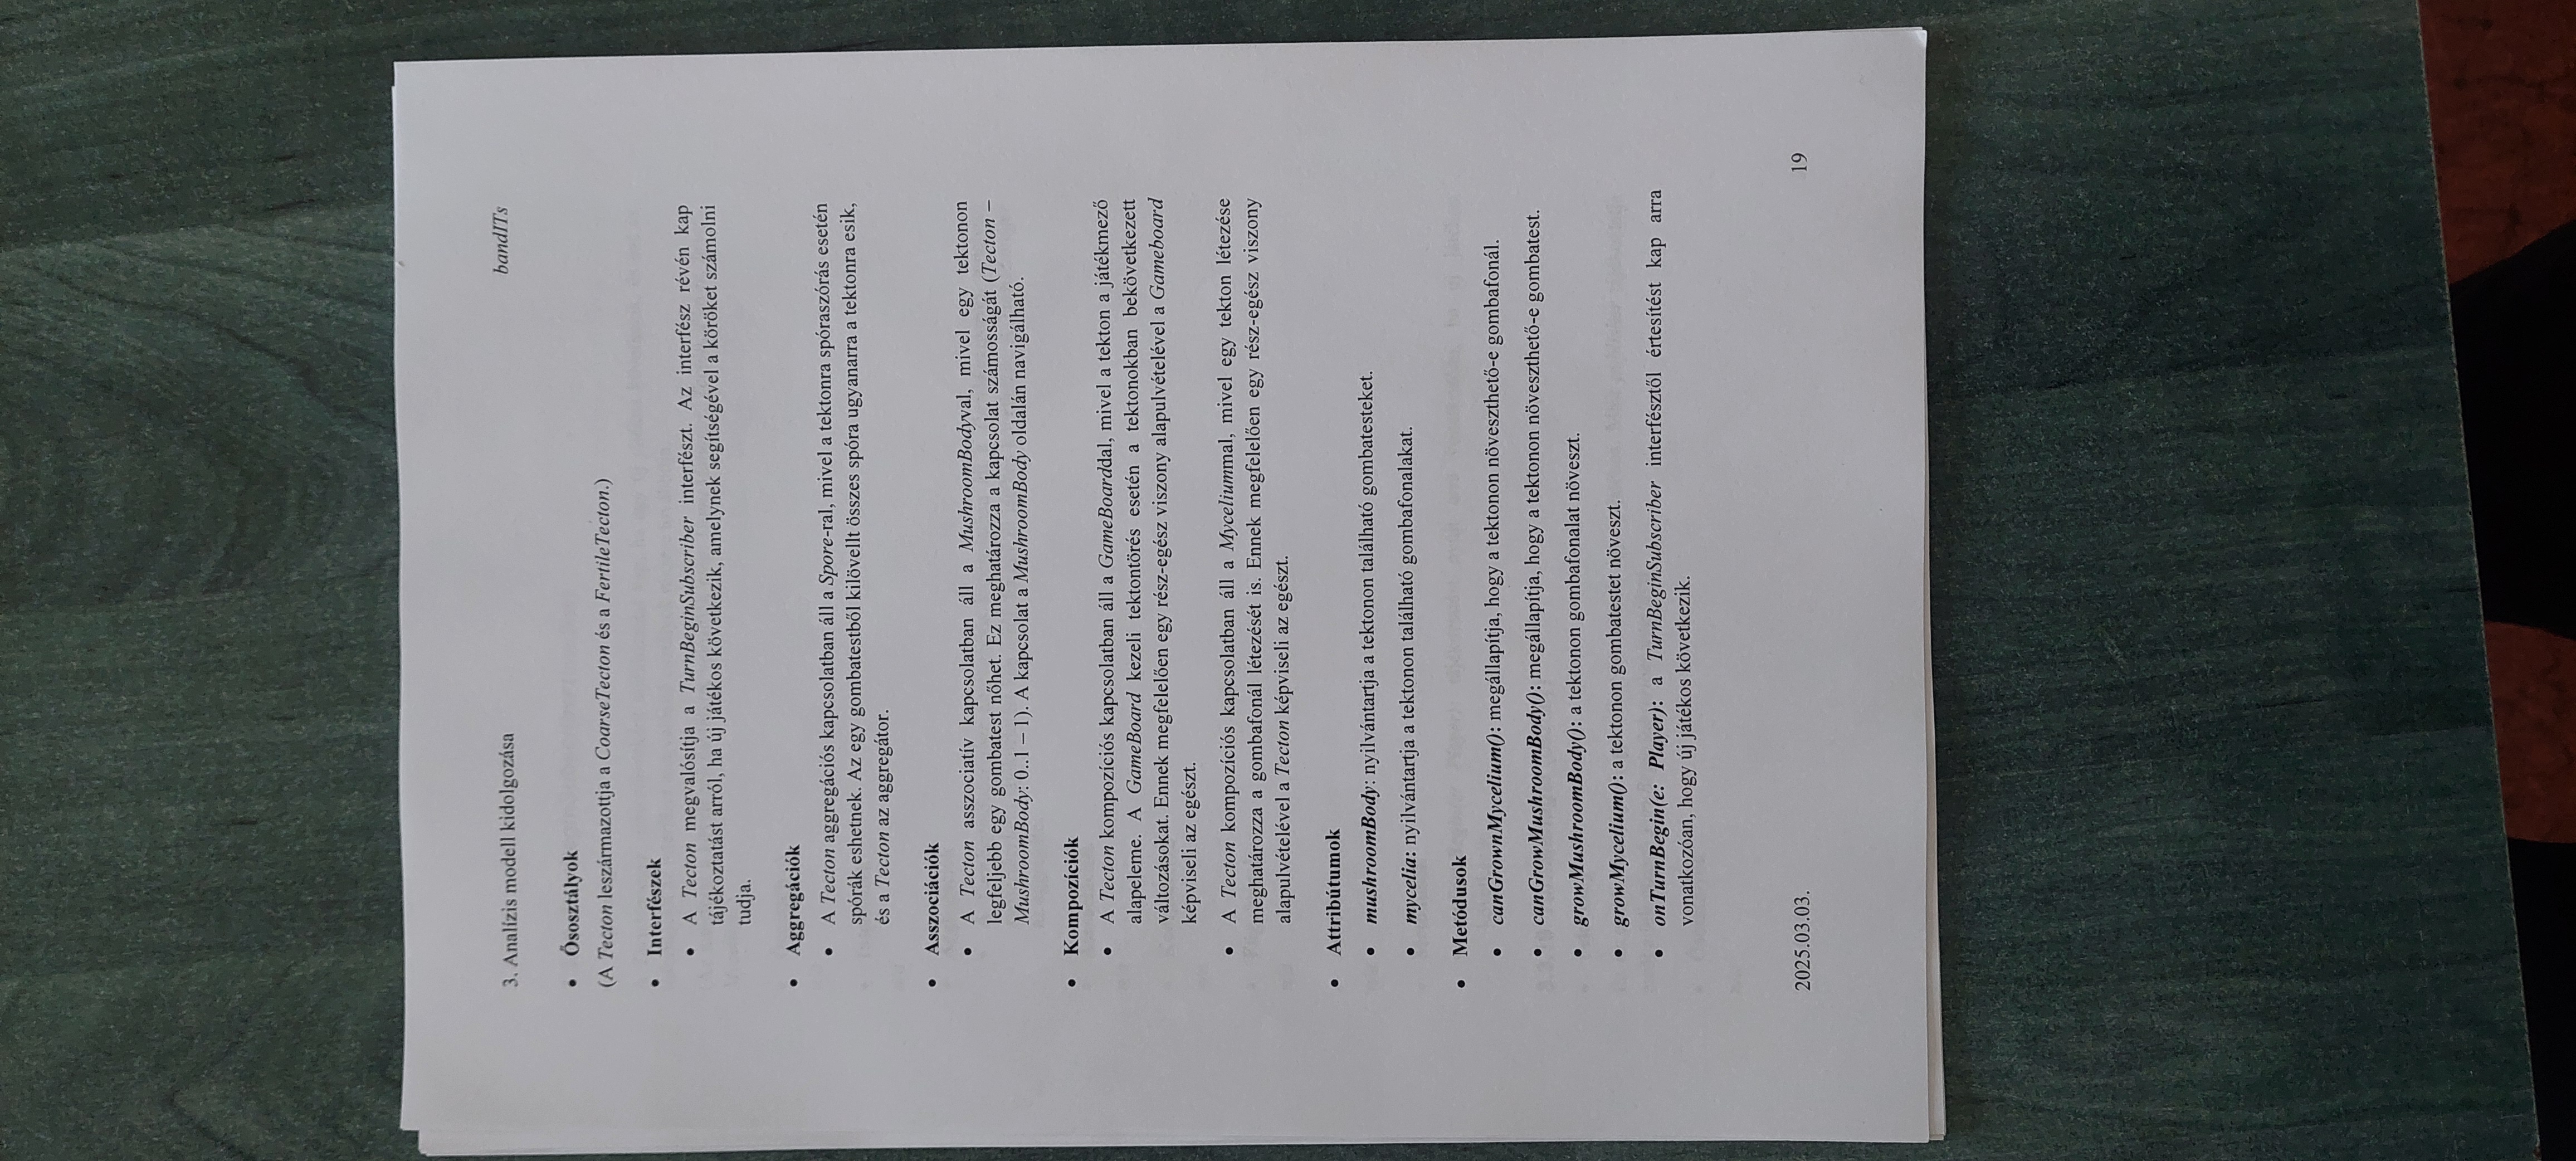 3. Analízis modell kidolgozása
bandITs
• Ősosztályok
(A Tecton leszármazottja a CoarseTecton és a FertileTecton.)
• Interfészek
• A Tecton megvalósítja a TurnBeginSubscriber interfészt. Az interfész révén kap
tájékoztatást arról, ha új játékos következik, amelynek segítségével a köröket számolni
tudja.
• Aggregációk
• A Tecton aggregációs kapcsolatban áll a Spore-ral, mivel a tektonra spóraszórás esetén
spórák eshetnek. Az egy gombatestből kilövellt összes spóra ugyanarra a tektonra esik,
és a Tecton az aggregátor.
• Asszociációk
• A Tecton asszociatív kapcsolatban áll a MushroomBodyval, mivel egy tektonon
legfeljebb egy gombatest nőhet. Ez meghatározza a kapcsolat számosságát (Tecton –
MushroomBody: 0..1 – 1). A kapcsolat a MushroomBody oldalán navigálható.
• Kompozíciók
• A Tecton kompozíciós kapcsolatban áll a GameBoarddal, mivel a tekton a játékmező
alapeleme. A GameBoard kezeli tektontörés esetén a tektonokban bekövetkezett
változásokat. Ennek megfelelően egy rész-egész viszony alapulvételével a Gameboard
képviseli az egészt.
• A Tecton kompozíciós kapcsolatban áll a Myceliummal, mivel egy tekton létezése
meghatározza a gombafonál létezését is. Ennek megfelelően egy rész-egész viszony
alapulvételével a Tecton képviseli az egészt.
• Attribútumok
• mushroomBody: nyilvántartja a tektonon található gombatesteket.
• mycelia: nyilvántartja a tektonon található gombafonalakat.
• Metódusok
• canGrownMycelium(): megállapítja, hogy a tektonon növeszthető-e gombafonál.
• canGrowMushroomBody(): megállapítja, hogy a tektonon növeszthető-e gombatest.
• growMushroomBody(): a tektonon gombafonalat növeszt.
• growMycelium(): a tektonon gombatestet növeszt.
• onTurnBegin(e: Player): a TurnBeginSubscriber interfésztől értesítést kap arra
vonatkozóan, hogy új játékos következik.
2025.03.03.
19